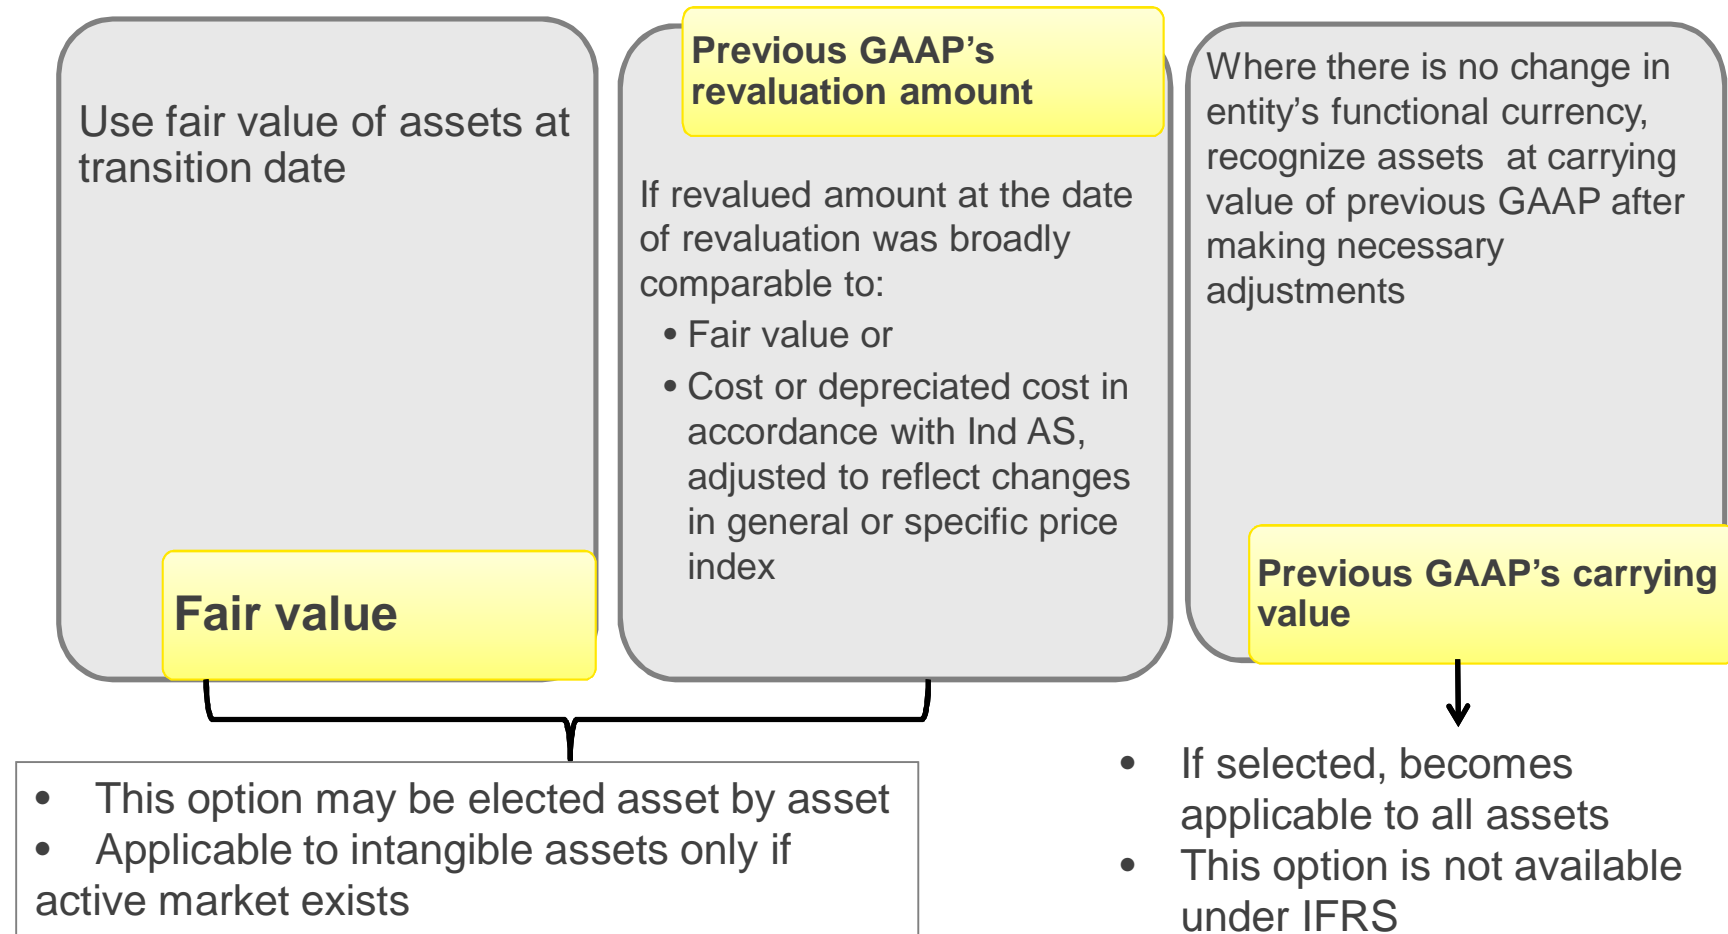 Use fair value of assets at
transition date
Fair value
Previous GAAP’s
revaluation amount
If revalued amount at the date
of revaluation was broadly
comparable to:
• Fair value or
• Cost or depreciated cost in
accordance with Ind AS,
adjusted to reflect changes
in general or specific price
index
Where there is no change in
entity’s functional currency,
recognize assets at carrying
value of previous GAAP after
making necessary
adjustments
Previous GAAP’s carrying
value
• This option may be elected asset by asset
• Applicable to intangible assets only if
active market exists
• If selected, becomes
applicable to all assets
• This option is not available
under IFRS